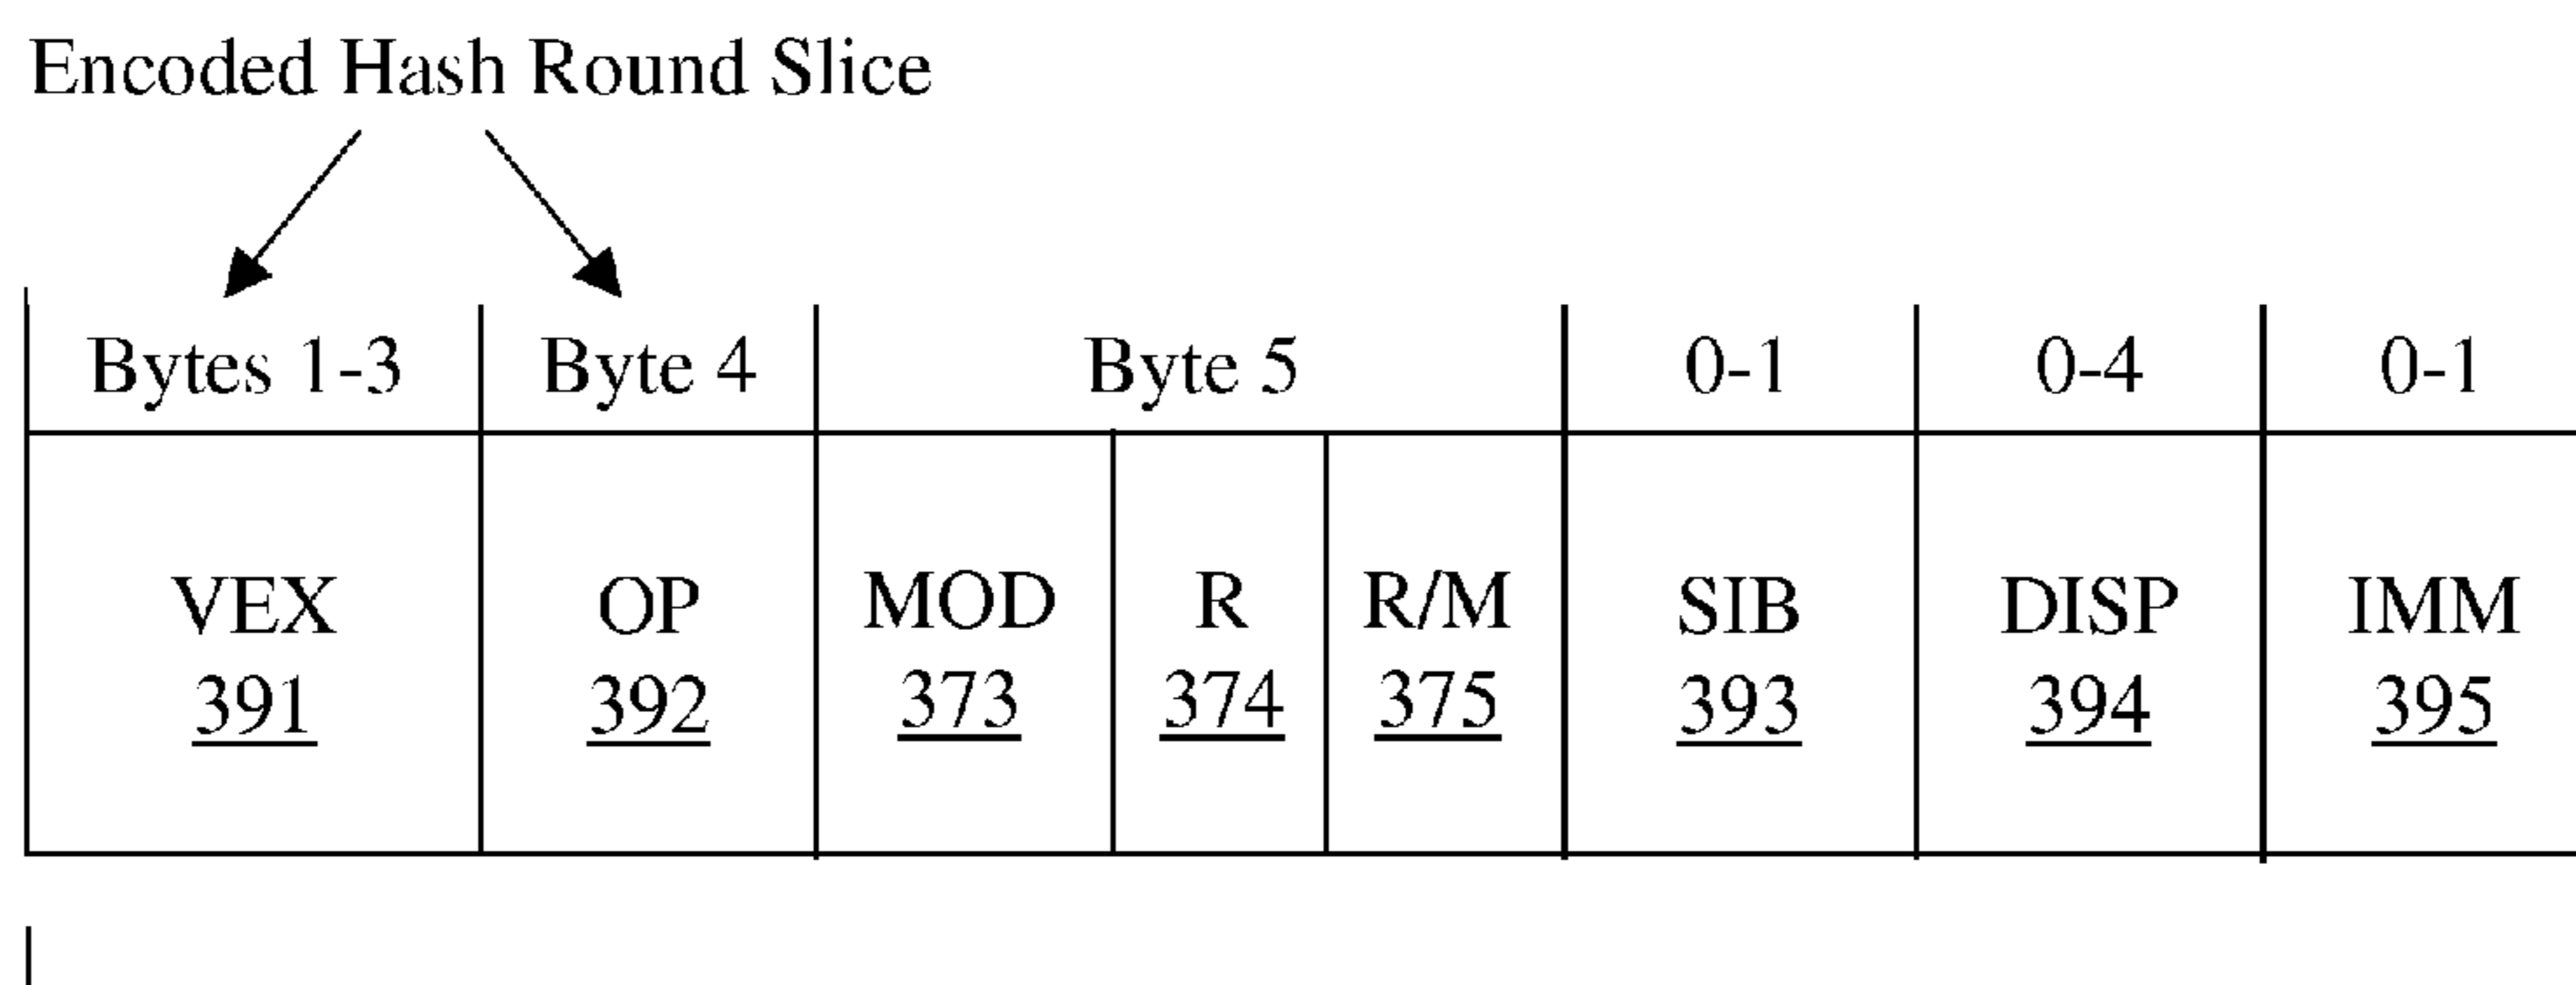 Encoded Hash Round Slice
Bytes 1-3 Byte 4 Byte 5 0-1 0-4 0-1
VEX OP MOD R R/M SIB DISP IMM
391 392 373 374 375 393 394 395